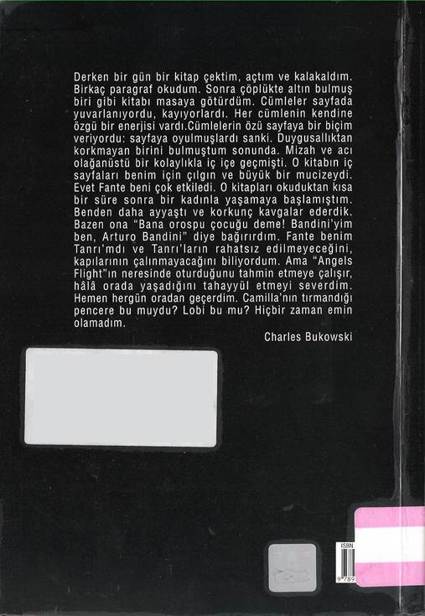 Derken bir gün bir kitap çektim, açtım ve kalakaldım.
Birkaç paragraf okudum. Sonra çöplükte altın bulmuş
biri gibi kitabı masaya götürdüm. Cümleler sayfada
yuvarlanıyordu, kayıyorlardı. Her cümlenin kendine
özgü bir enerjisi vardı.Cümlelerin özü sayfaya bir biçim
veriyordu: sayfaya oyulmuşlardı sanki. Duygusallıktan
korkmayan birini bulmuştum sonunda. Mizah ve acı
olağanüstü bir kolaylıkla iç içe geçmişti. O kitabın iç
sayfaları benim için çılgın ve büyük bir mucizeydi.
Evet Fante beni çok etkiledi. O kitapları okuduktan kısa
bir süre sonra bir kadınla yaşamaya başlamıştım.
Benden daha ayyaştı ve korkunç kavgalar ederdik.
Bazen ona "Bana orospu çocuğu deme! Bandini'yim
ben, Arturo Bandini" diye bağırırdım. Fante benim
Tanrı'mdı ve Tanrı'ların rahatsız edilmeyeceğini,
kapılarının çalınmayacağını biliyordum. Ama "Angels
Flight"ın neresinde oturduğunu tahmin etmeye çalışır,
hâlâ orada yaşadığını tahayyül etmeyi severdim.
Hemen hergün oradan geçerdim. Camilla'nın tırmandığı
pencere bu muydu? Lobi bu mu? Hiçbir zaman emin
olamadım.
Charles Bukowski
ISBN